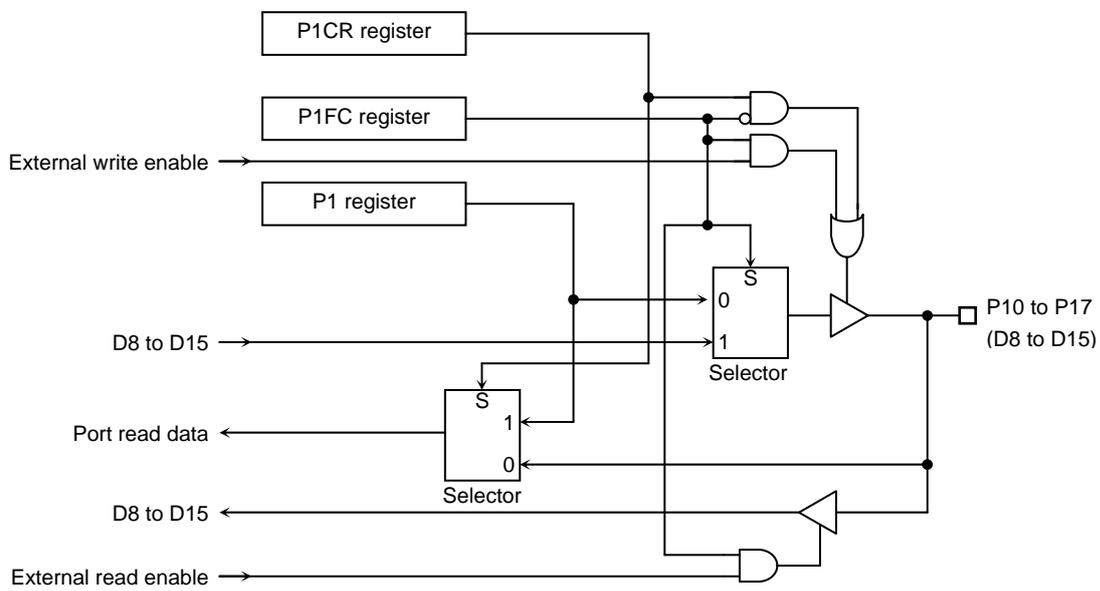 P1CR register
P1FC register
External write enable
P1 register
S
0
P10 to P17
D8 to D15
1
(D8 to D15)
Selector
S
1
Port read data
0
Selector
D8 to D15
External read enable